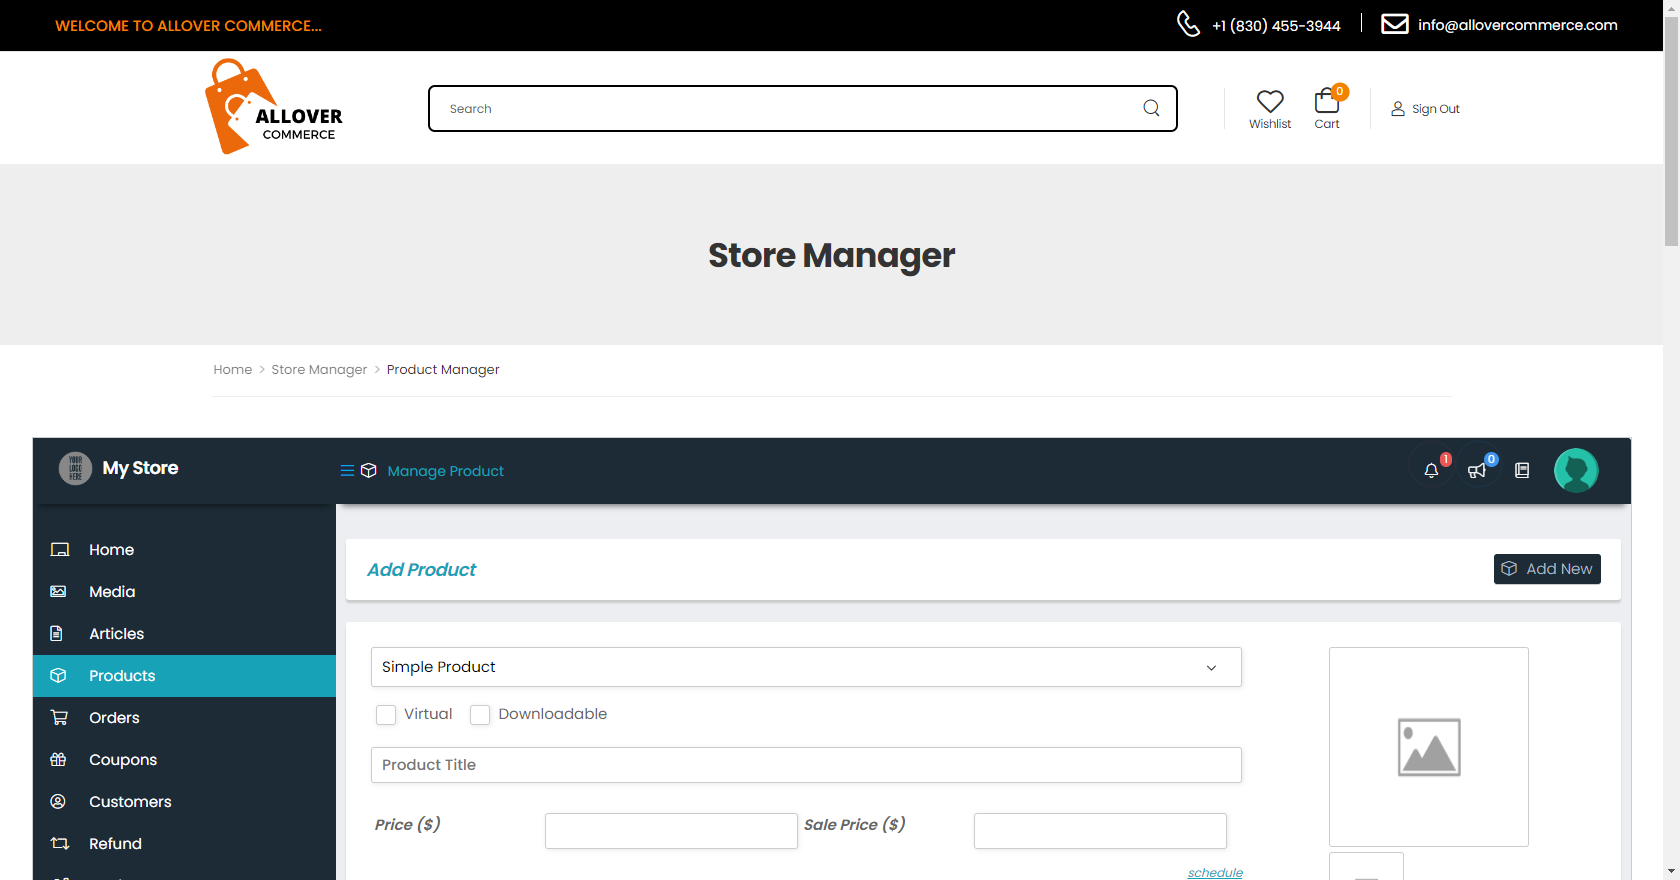 WELCOME TO ALLOVER COMMERCE...
+1 (830) 455-3944
info@allovercommerce.com
ALLOVER
COMMERCE
Search
Wishlist
0
Cart
Sign Out
Store Manager
Home > Store Manager > Product Manager
YOUR
LOGO
HERE
My Store
Manage Product
1
0
Home
Media
Articles
Products
Orders
Coupons
Customers
Refund
Add Product
Add New
Simple Product
Virtual
Downloadable
Product Title
Price ($)
Sale Price ($)
schedule